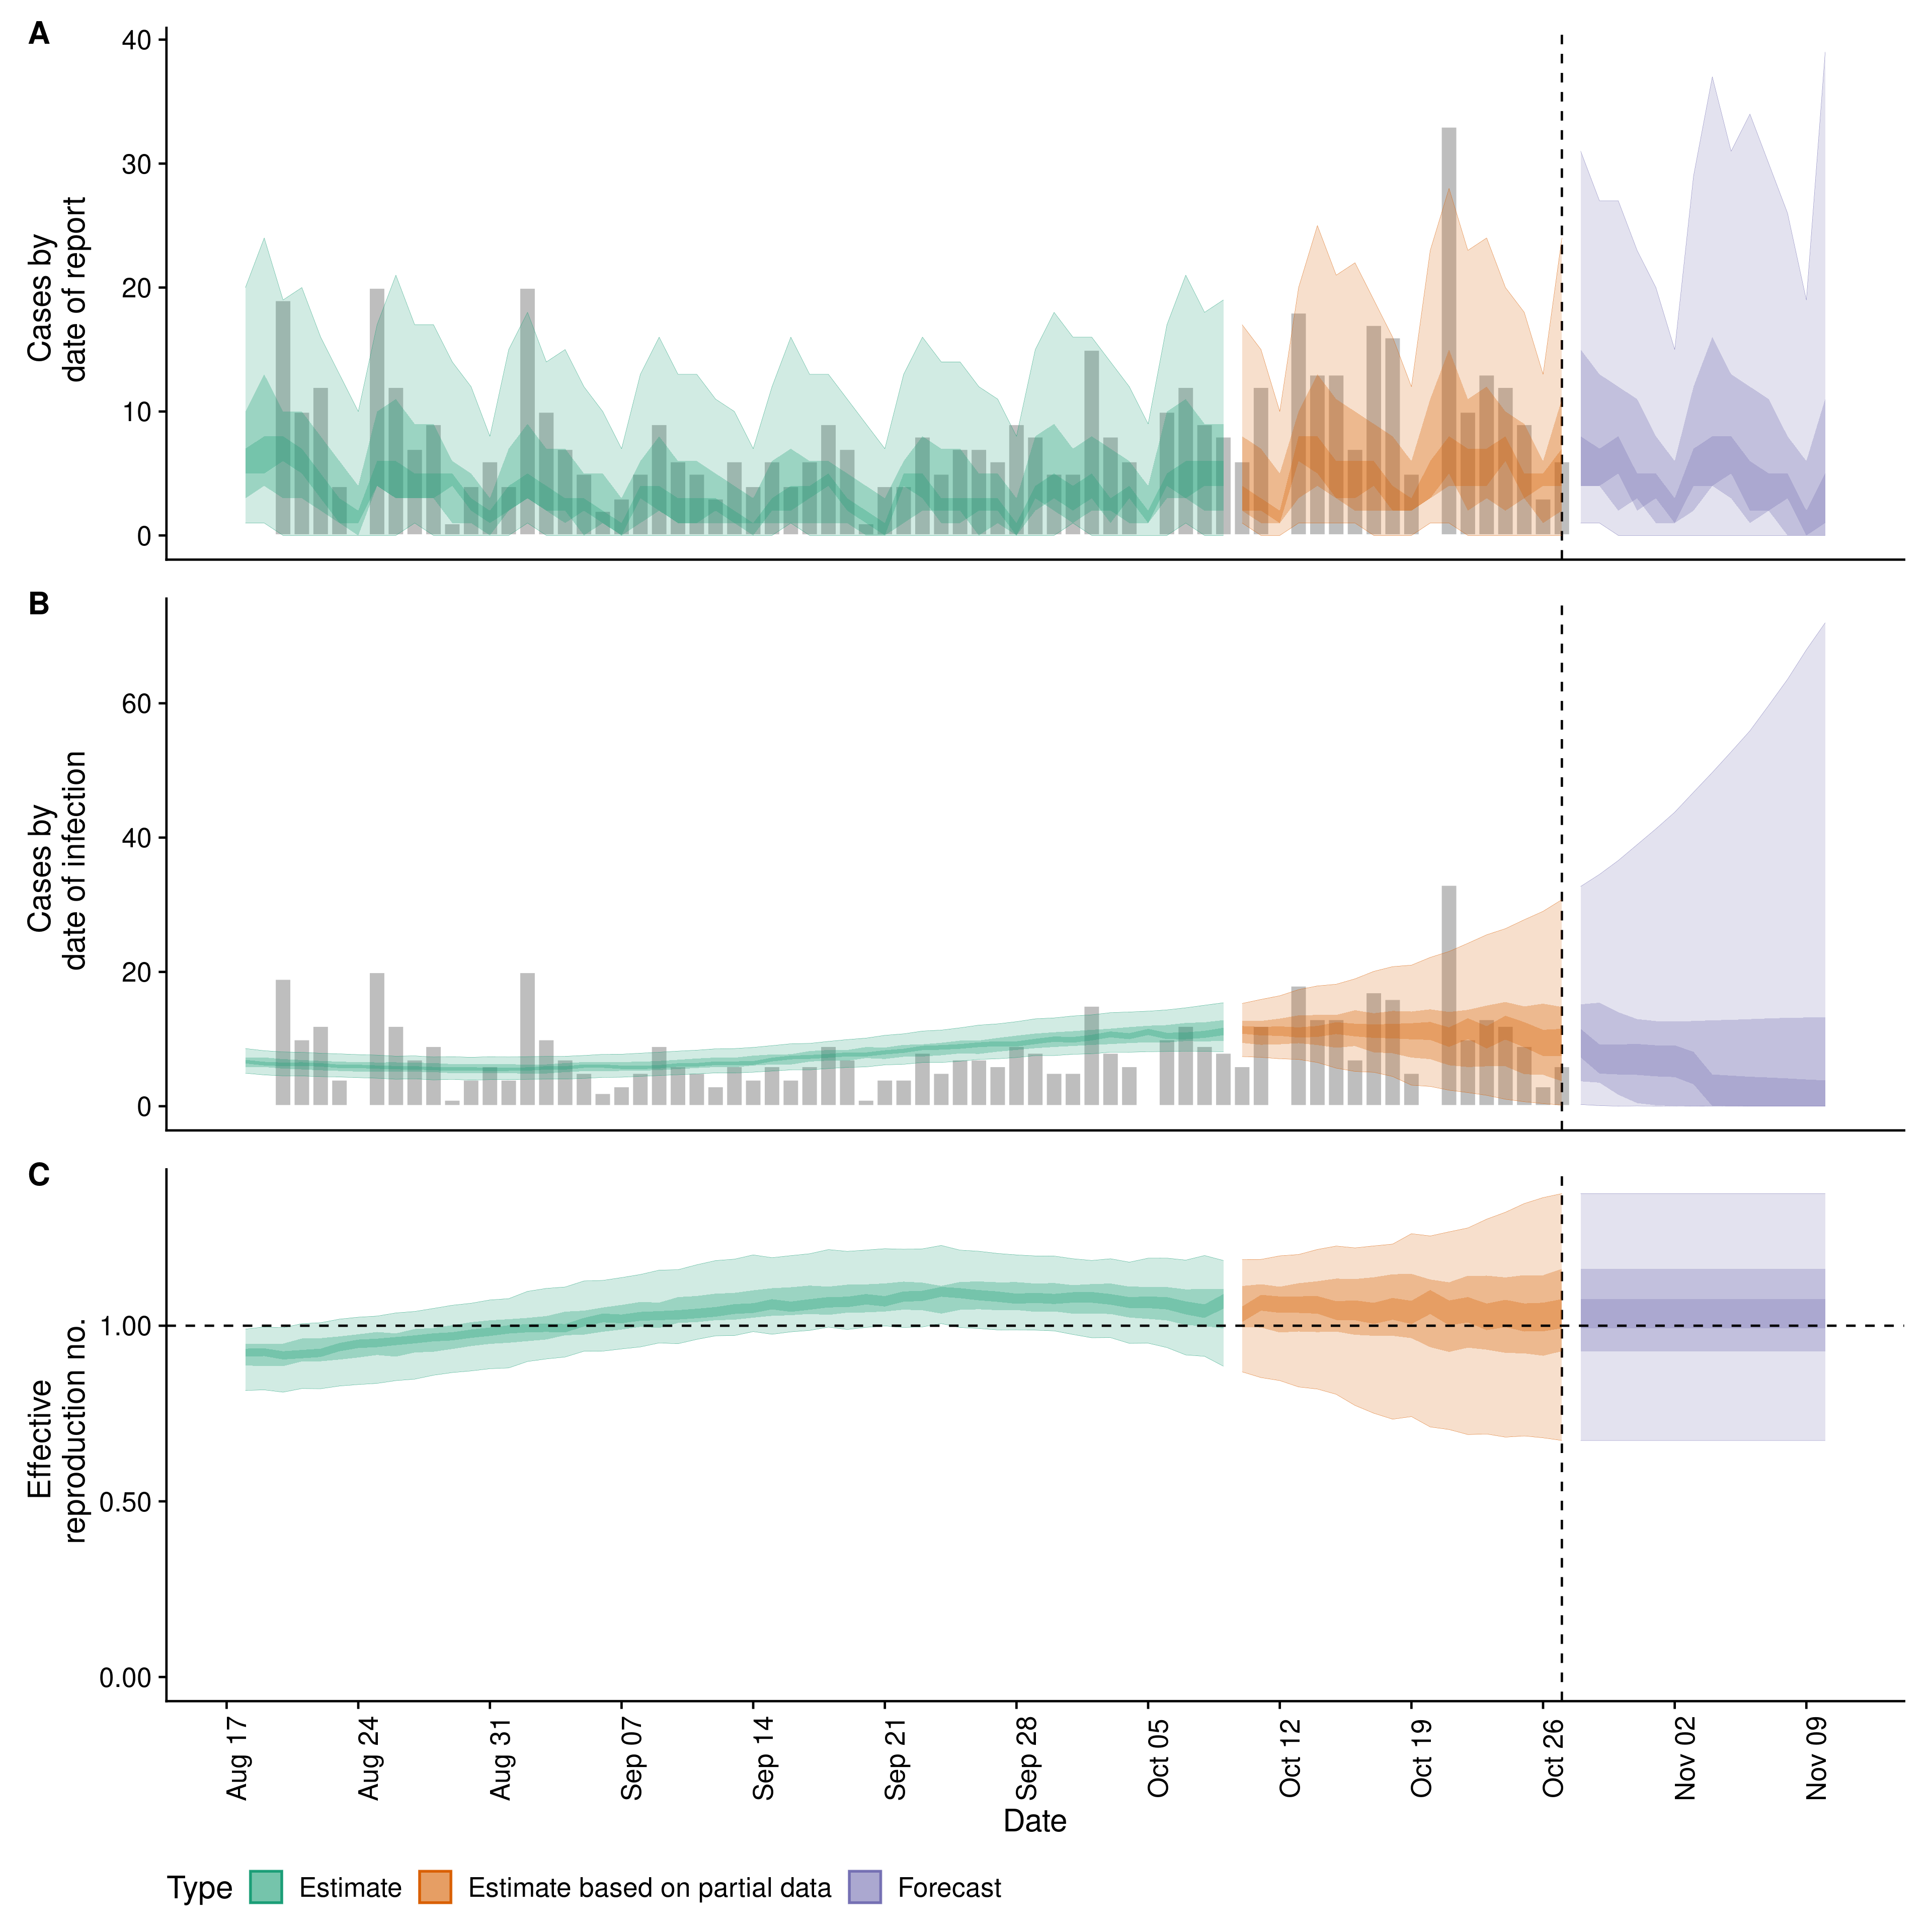 A
40
30
20
10
0
Cases by
date of report
B
60
40
20
0
Cases by
date of infection
C
1.00
0.50
0.00
Effective
reproduction no.
Aug 17
Aug 24
Aug 31
Sep 07
Sep 14
Sep 21
Sep 28
Oct 05
Oct 12
Oct 19
Oct 26
Nov 02
Nov 09
Date
Type Estimate Estimate based on partial data Forecast